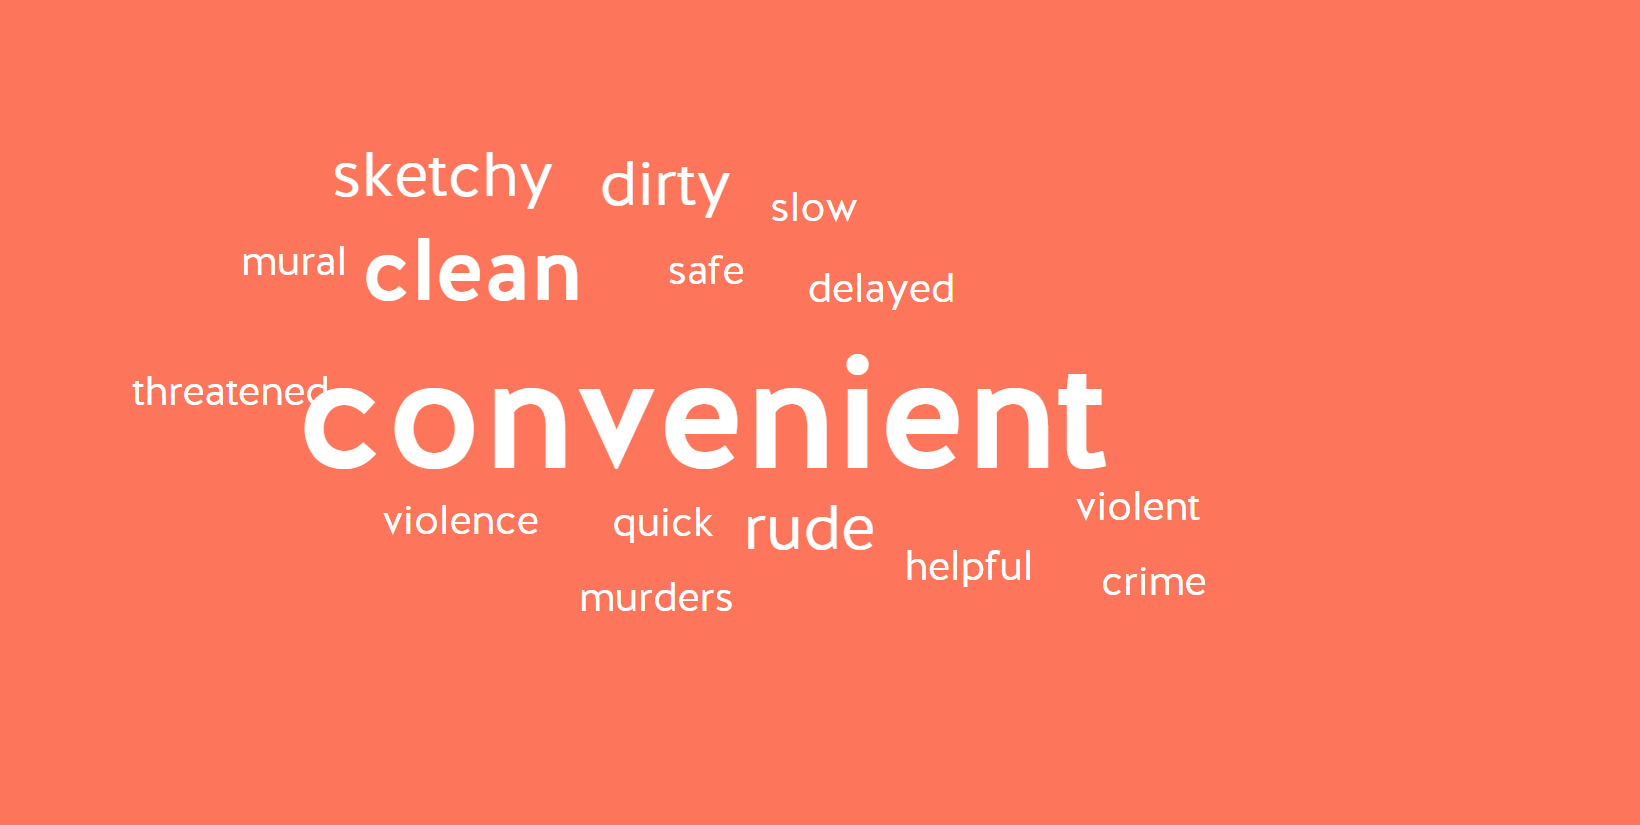 sketchy
dirty
slow
mural
clean
safe
delayed
threatened
convenient
violence
quick
rude
violent
helpful
crime
murders